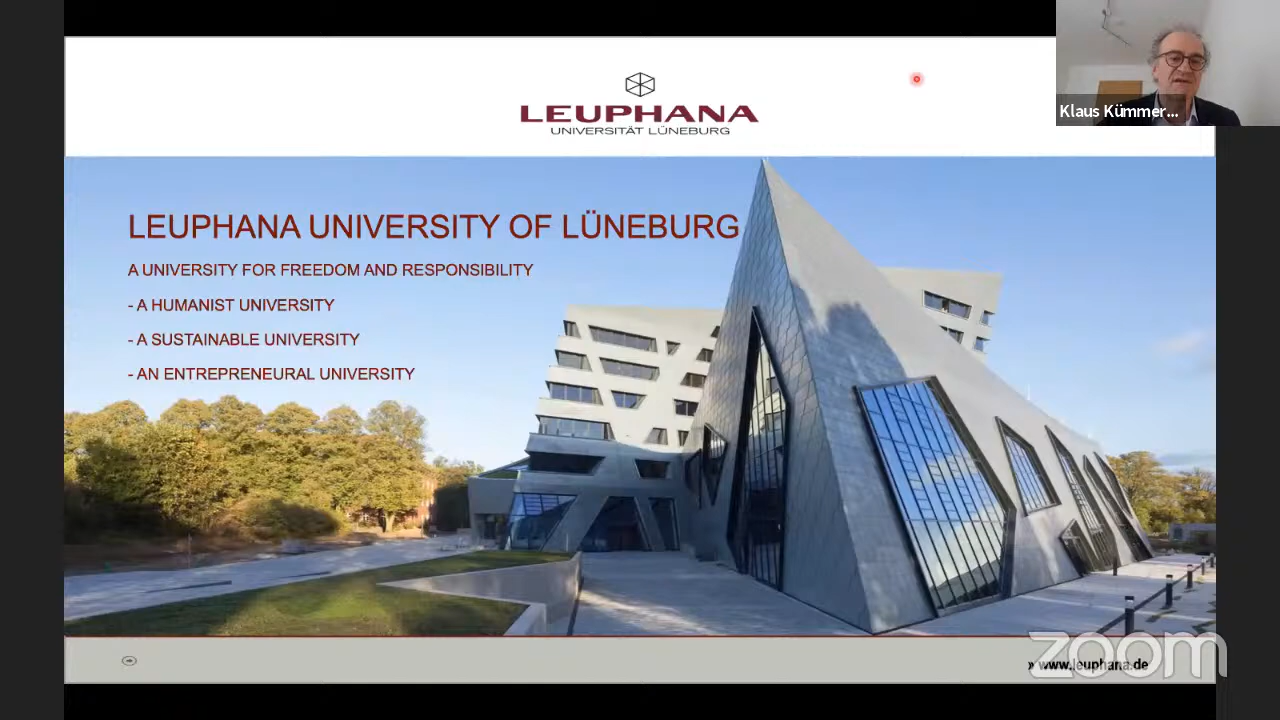 LEUPHANA
UNIVERSITÄT LÜNEBURG
Klaus Kümmer...
LEUPHANA UNIVERSITY OF LÜNEBURG
A UNIVERSITY FOR FREEDOM AND RESPONSIBILITY
- A HUMANIST UNIVERSITY
- A SUSTAINABLE UNIVERSITY
- AN ENTREPRENEURAL UNIVERSITY
» www.leuphana.de
zoom